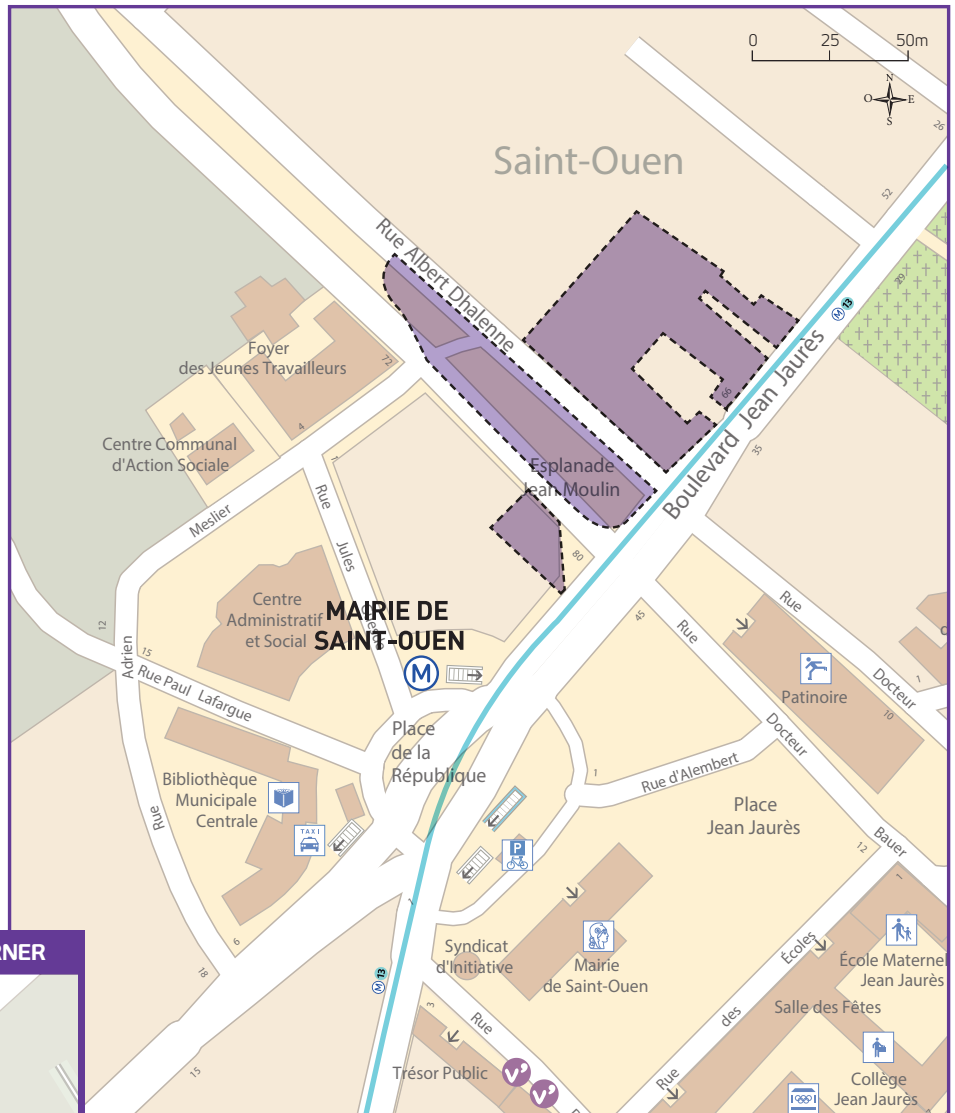 0 25 50m
N
O E
S
26
Saint-Ouen
52
Rue Albert Dhalenne
29
M 13
Boulevard Jean Jaurès
66
35
Foyer
des Jeunes Travailleurs
72
4
Centre Communal
d'Action Sociale
Esplanade
Jean Moulin
80
Meslier
Rue
Jules
Centre
Administratif
et Social
MAIRIE DE
SAINT-OUEN
M
12
Adrien
15
Rue Paul Lafargue
Rue
45
Rue
Docteur
Rue
Docteur
1
Patinoire
10
Place
de la
République
1
Rue d'Alembert
Place
Jean Jaurès
Bauer
12
Bibliothèque
Municipale
Centrale
TAXI
P
6
18
15
1
M 13
RNER
Syndicat
d'Initiative
3
Rue
Mairie
de Saint-Ouen
Écoles
des
Rue
1
École Maternel
Jean Jaurès
Salle des Fêtes
Trésor Public
v'
v'
Collège
Jean Jaurès